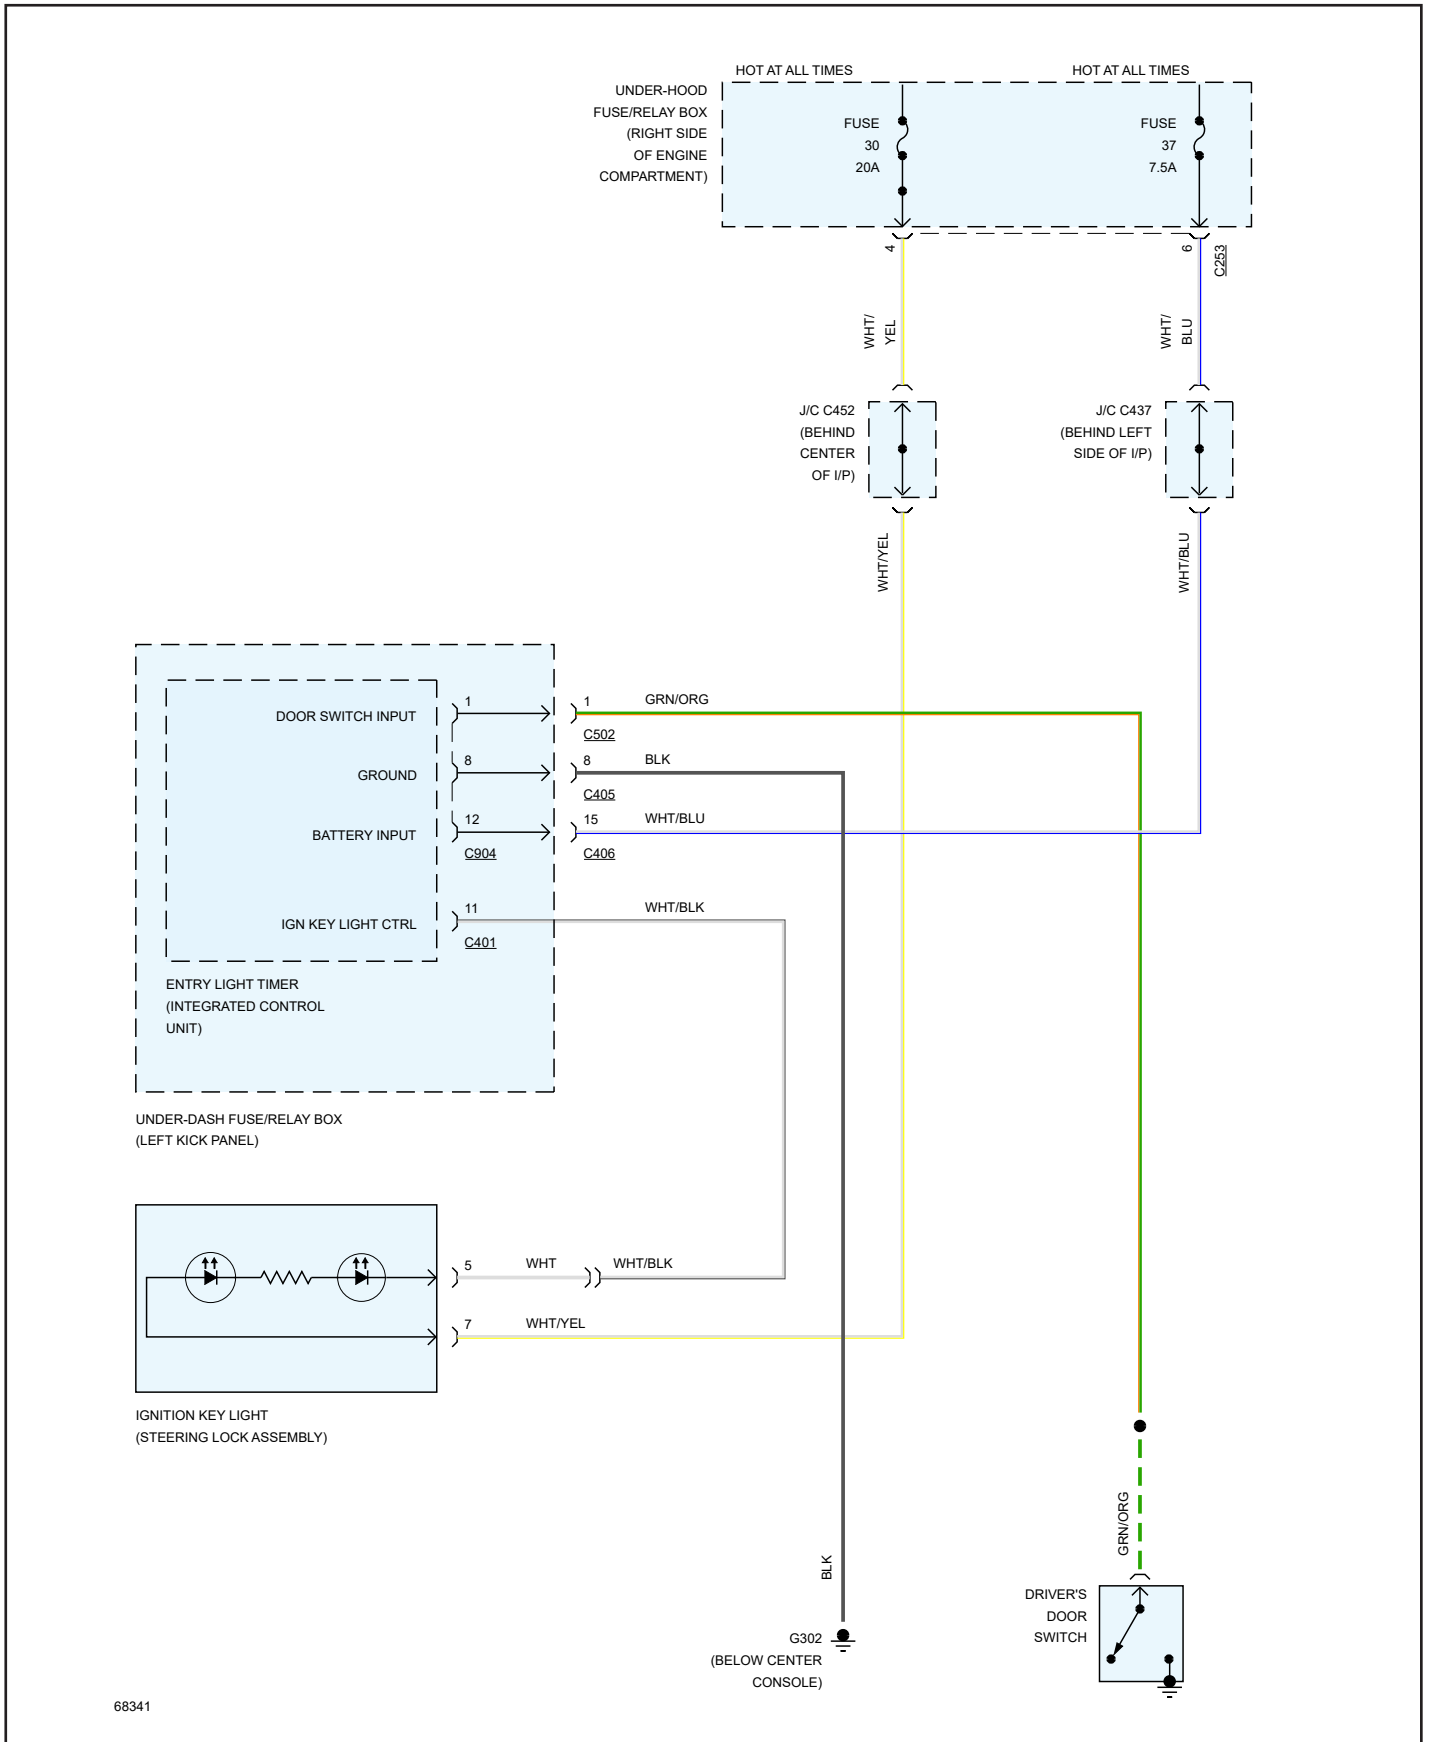 HOT AT ALL TIMES
HOT AT ALL TIMES
UNDER-HOOD
FUSE/RELAY BOX
(RIGHT SIDE
OF ENGINE
COMPARTMENT)
FUSE
30
20A
FUSE
37
7.5A
4
6
C253
WHT/
YEL
WHT/
BLU
J/C C452
(BEHIND
CENTER
OF I/P)
J/C C437
(BEHIND LEFT
SIDE OF I/P)
WHT/YEL
WHT/BLU
DOOR SWITCH INPUT
1
1
GRN/ORG
C502
GROUND
8
8
BLK
C405
BATTERY INPUT
12
15
WHT/BLU
C904
C406
IGN KEY LIGHT CTRL
11
WHT/BLK
C401
ENTRY LIGHT TIMER
(INTEGRATED CONTROL
UNIT)
UNDER-DASH FUSE/RELAY BOX
(LEFT KICK PANEL)
5
WHT
WHT/BLK
7
WHT/YEL
IGNITION KEY LIGHT
(STEERING LOCK ASSEMBLY)
GRN/ORG
BLK
DRIVER'S
DOOR
SWITCH
G302
(BELOW CENTER
CONSOLE)
68341